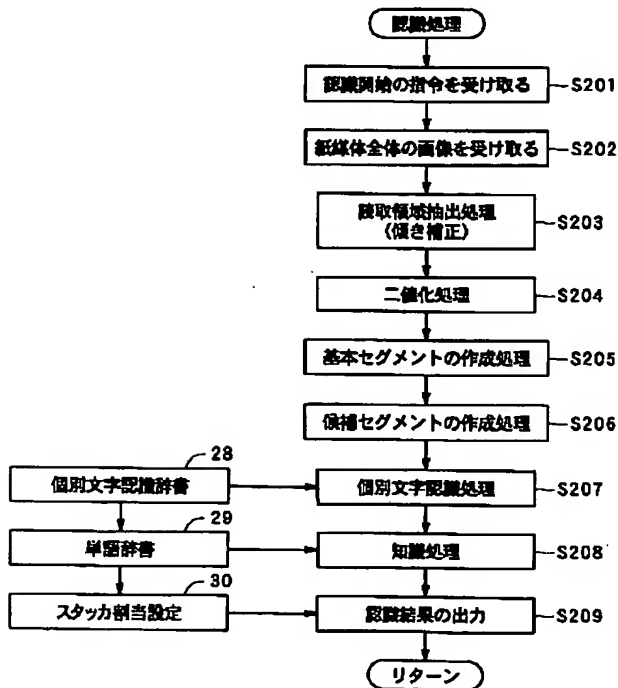 認識処理
認識開始の指令を受け取る
S201
紙媒体全体の画像を受け取る
S202
読取領域抽出処理
(傾き補正)
S203
二値化処理
S204
基本セグメントの作成処理
S205
候補セグメントの作成処理
S206
28
個別文字認識辞書
個別文字認識処理
S207
29
単語辞書
知識処理
S208
30
スタッカ割当設定
認識結果の出力
S209
リターン